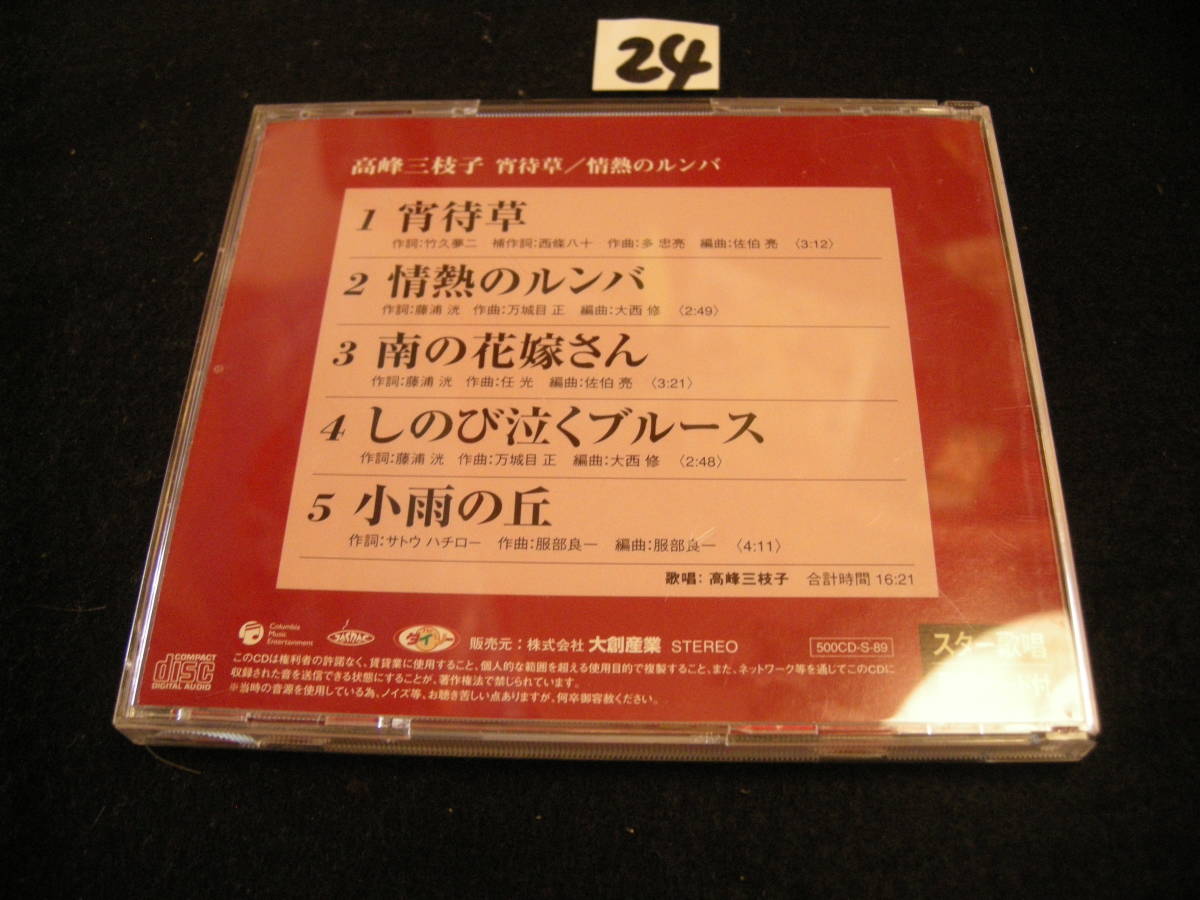 24
高峰三枝子 宵待草／情熱のルンバ
1 宵待草
作詞:竹久夢二 補作詞:西條八十 作曲:多 忠亮 編曲:佐伯 亮 〈3:12〉
2 情熱のルンバ
作詞:藤浦 洸 作曲:万城目 正 編曲:大西 修 〈2:49〉
3 南の花嫁さん
作詞:藤浦 洸 作曲:任 光 編曲:佐伯 亮 〈3:21〉
4 しのび泣くブルース
作詞:藤浦 洸 作曲:万城目 正 編曲:大西 修 〈2:48〉
5 小雨の丘
作詞:サトウ ハチロー 作曲:服部良一 編曲:服部良一 〈4:11〉
歌唱: 高峰三枝子 合計時間 16:21
Columbia Music Entertainment
JASRAC
ダイソー
販売元：株式会社 大創産業 STEREO
500CD-S-89
スター歌唱
付
COMPACT disc DIGITAL AUDIO
このCDは権利者の許諾なく、賃貸業に使用すること、個人的な範囲を超える使用目的で複製すること、また、ネットワーク等を通じてこのCDに
収録された音を送信できる状態にすることが、著作権法で禁じられています。
※当時の音源を使用している為、ノイズ等、お聴き苦しい点ありますが、何卒御容赦ください。